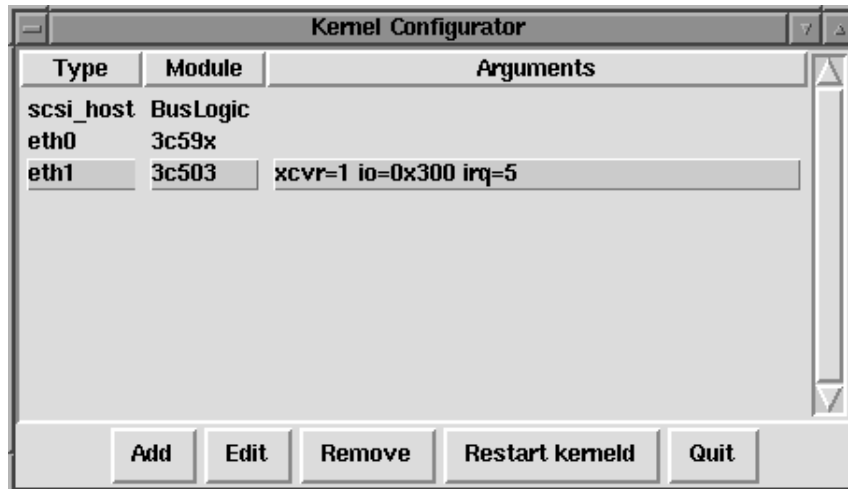 Kernel Configurator
Type Module Arguments
scsi_host BusLogic
eth0 3c59x
eth1 3c503 xcvr=1 io=0x300 irq=5
Add Edit Remove Restart kerneld Quit